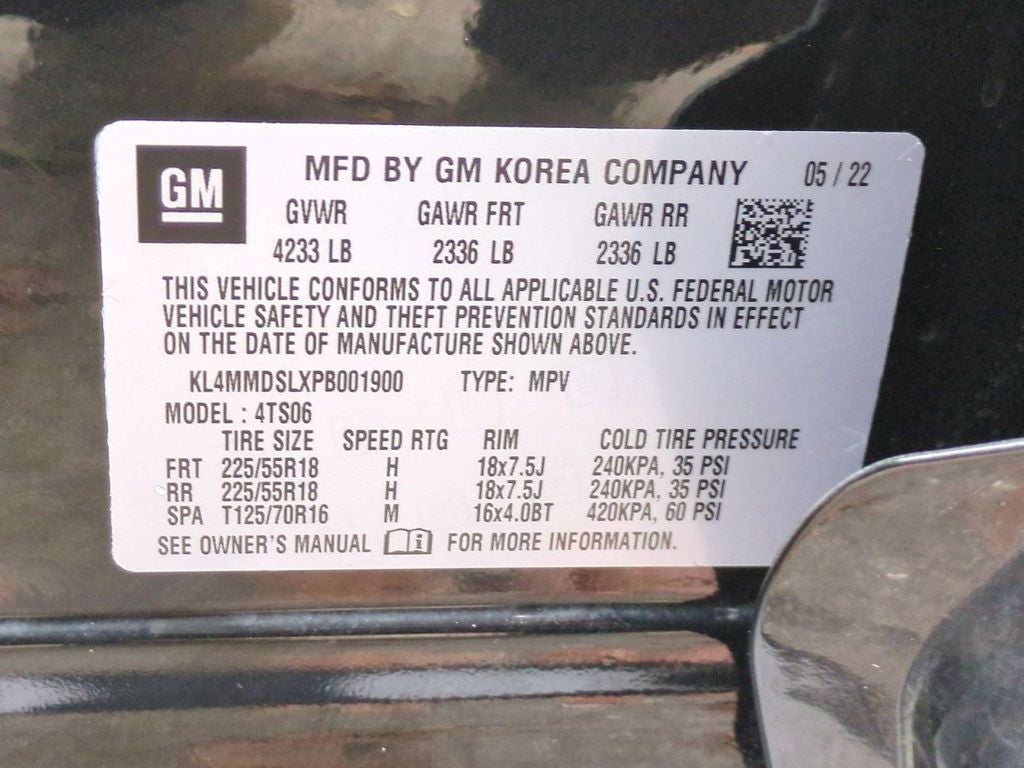 GM
MFD BY GM KOREA COMPANY 05 / 22
GVWR GAWR FRT GAWR RR
4233 LB 2336 LB 2336 LB
THIS VEHICLE CONFORMS TO ALL APPLICABLE U.S. FEDERAL MOTOR
VEHICLE SAFETY AND THEFT PREVENTION STANDARDS IN EFFECT
ON THE DATE OF MANUFACTURE SHOWN ABOVE.
KL4MMDSLXPB001900 TYPE: MPV
MODEL : 4TS06
TIRE SIZE SPEED RTG RIM COLD TIRE PRESSURE
FRT 225/55R18 H 18x7.5J 240KPA, 35 PSI
RR 225/55R18 H 18x7.5J 240KPA, 35 PSI
SPA T125/70R16 M 16x4.0BT 420KPA, 60 PSI
SEE OWNER'S MANUAL i FOR MORE INFORMATION.